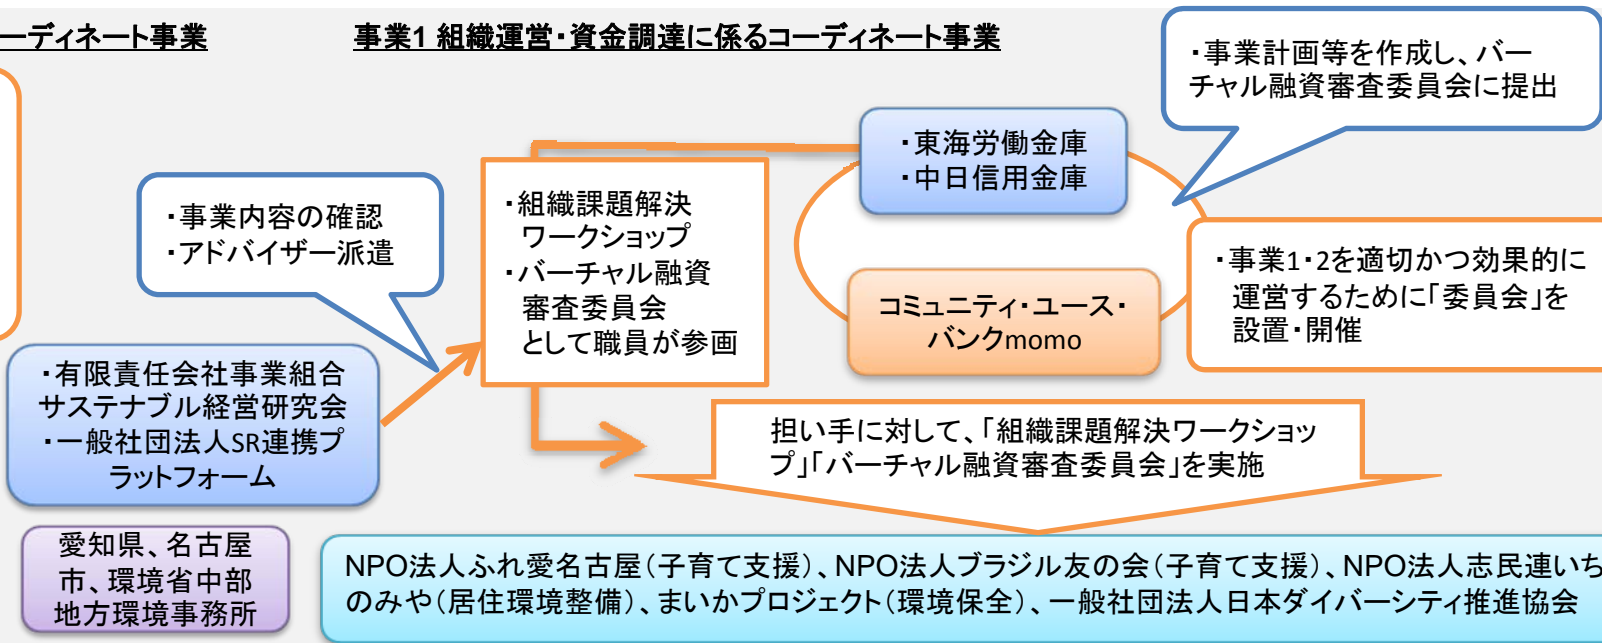 ーディネート事業
事業1 組織運営・資金調達に係るコーディネート事業
・事業計画等を作成し、バー
チャル融資審査委員会に提出
・東海労働金庫
・中日信用金庫
・事業内容の確認
・アドバイザー派遣
・組織課題解決
ワークショップ
・バーチャル融資
審査委員会
として職員が参画
・事業1・2を適切かつ効果的に
運営するために「委員会」を
設置・開催
コミュニティ・ユース・
バンクmomo
・有限責任会社事業組合
サステナブル経営研究会
・一般社団法人SR連携プ
ラットフォーム
担い手に対して、「組織課題解決ワークショッ
プ」「バーチャル融資審査委員会」を実施
愛知県、名古屋
市、環境省中部
地方環境事務所
NPO法人ふれ愛名古屋(子育て支援)、NPO法人ブラジル友の会(子育て支援)、NPO法人志民連いち
のみや(居住環境整備)、まいかプロジェクト(環境保全)、一般社団法人日本ダイバーシティ推進協会